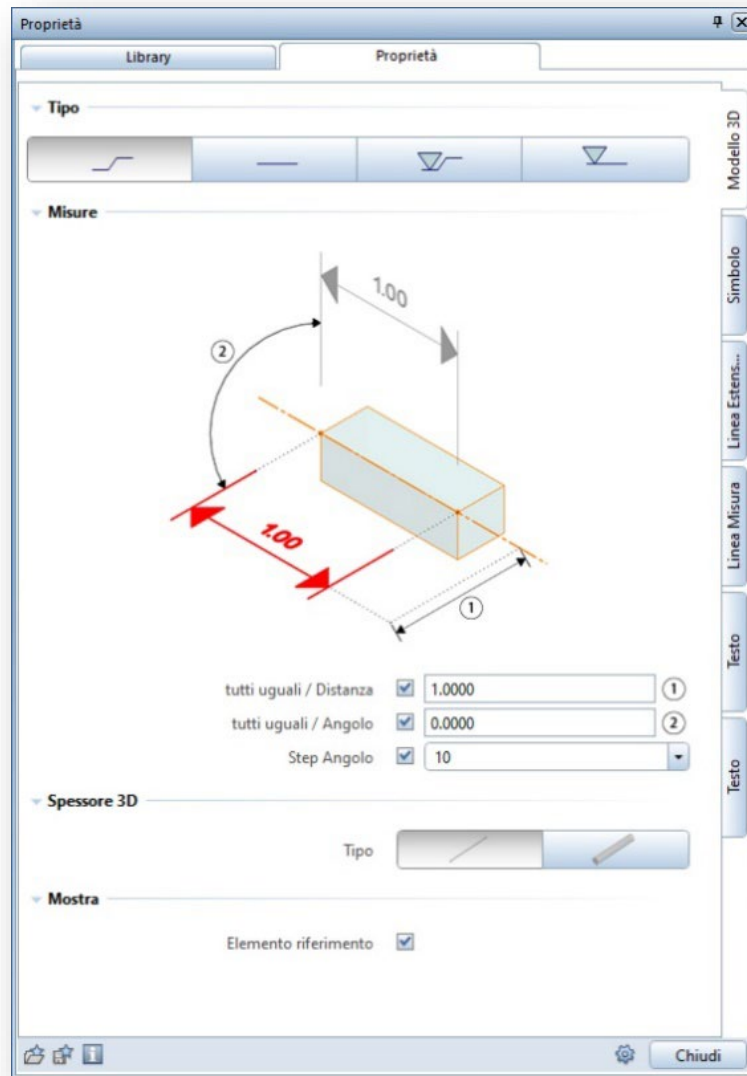 Proprietà
Library
Proprietà
Tipo
Misure
1.00
2
1.00
1
tutti uguali / Distanza
1.0000
1
tutti uguali / Angolo
0.0000
2
Step Angolo
10
Spessore 3D
Tipo
Mostra
Elemento riferimento
Chiudi
Modello 3D
Simbolo
Linea Estens...
Linea Misura
Testo
Testo